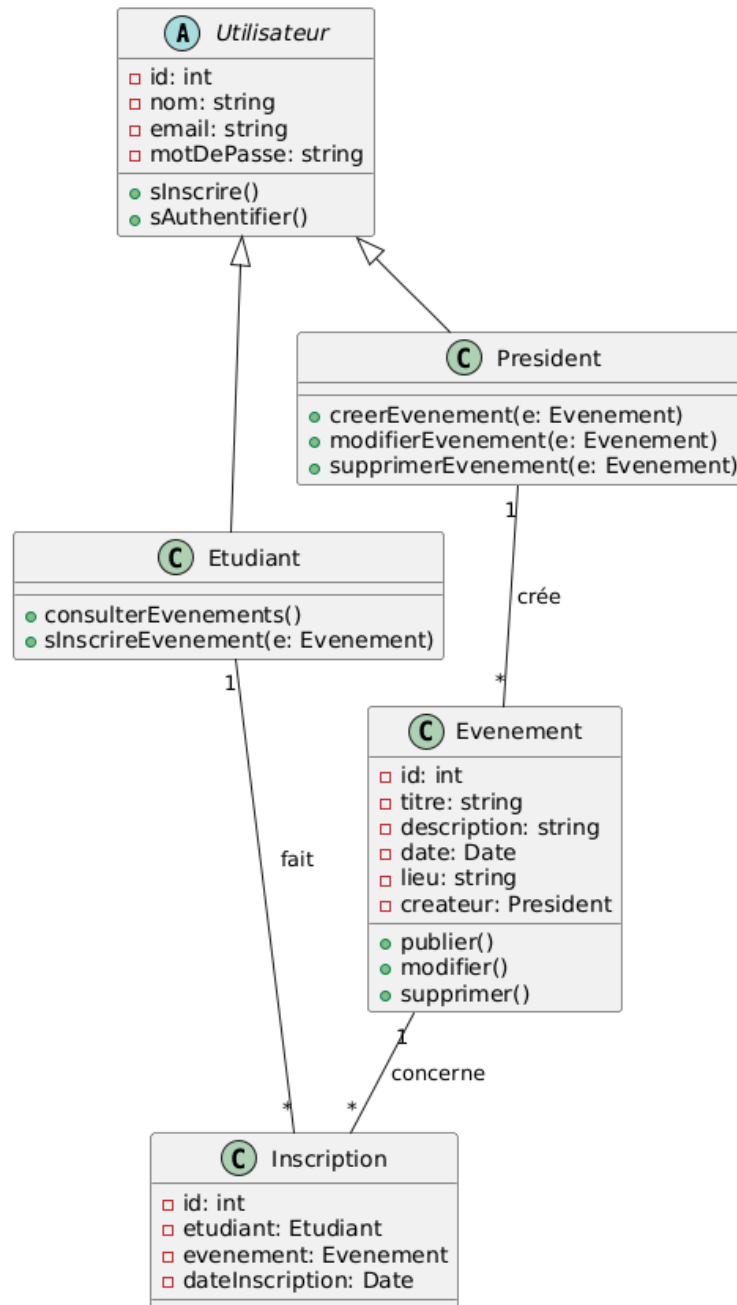 A Utilisateur
id: int
nom: string
email: string
motDePasse: string
sInscrire()
sAuthentifier()
C President
creerEvenement(e: Evenement)
modifierEvenement(e: Evenement)
supprimerEvenement(e: Evenement)
1
C Etudiant
consulterEvenements()
sInscrireEvenement(e: Evenement)
crée
1
*
C Evenement
id: int
titre: string
description: string
date: Date
lieu: string
createur: President
fait
publier()
modifier()
supprimer()
1
concerne
*
*
C Inscription
id: int
etudiant: Etudiant
evenement: Evenement
dateInscription: Date